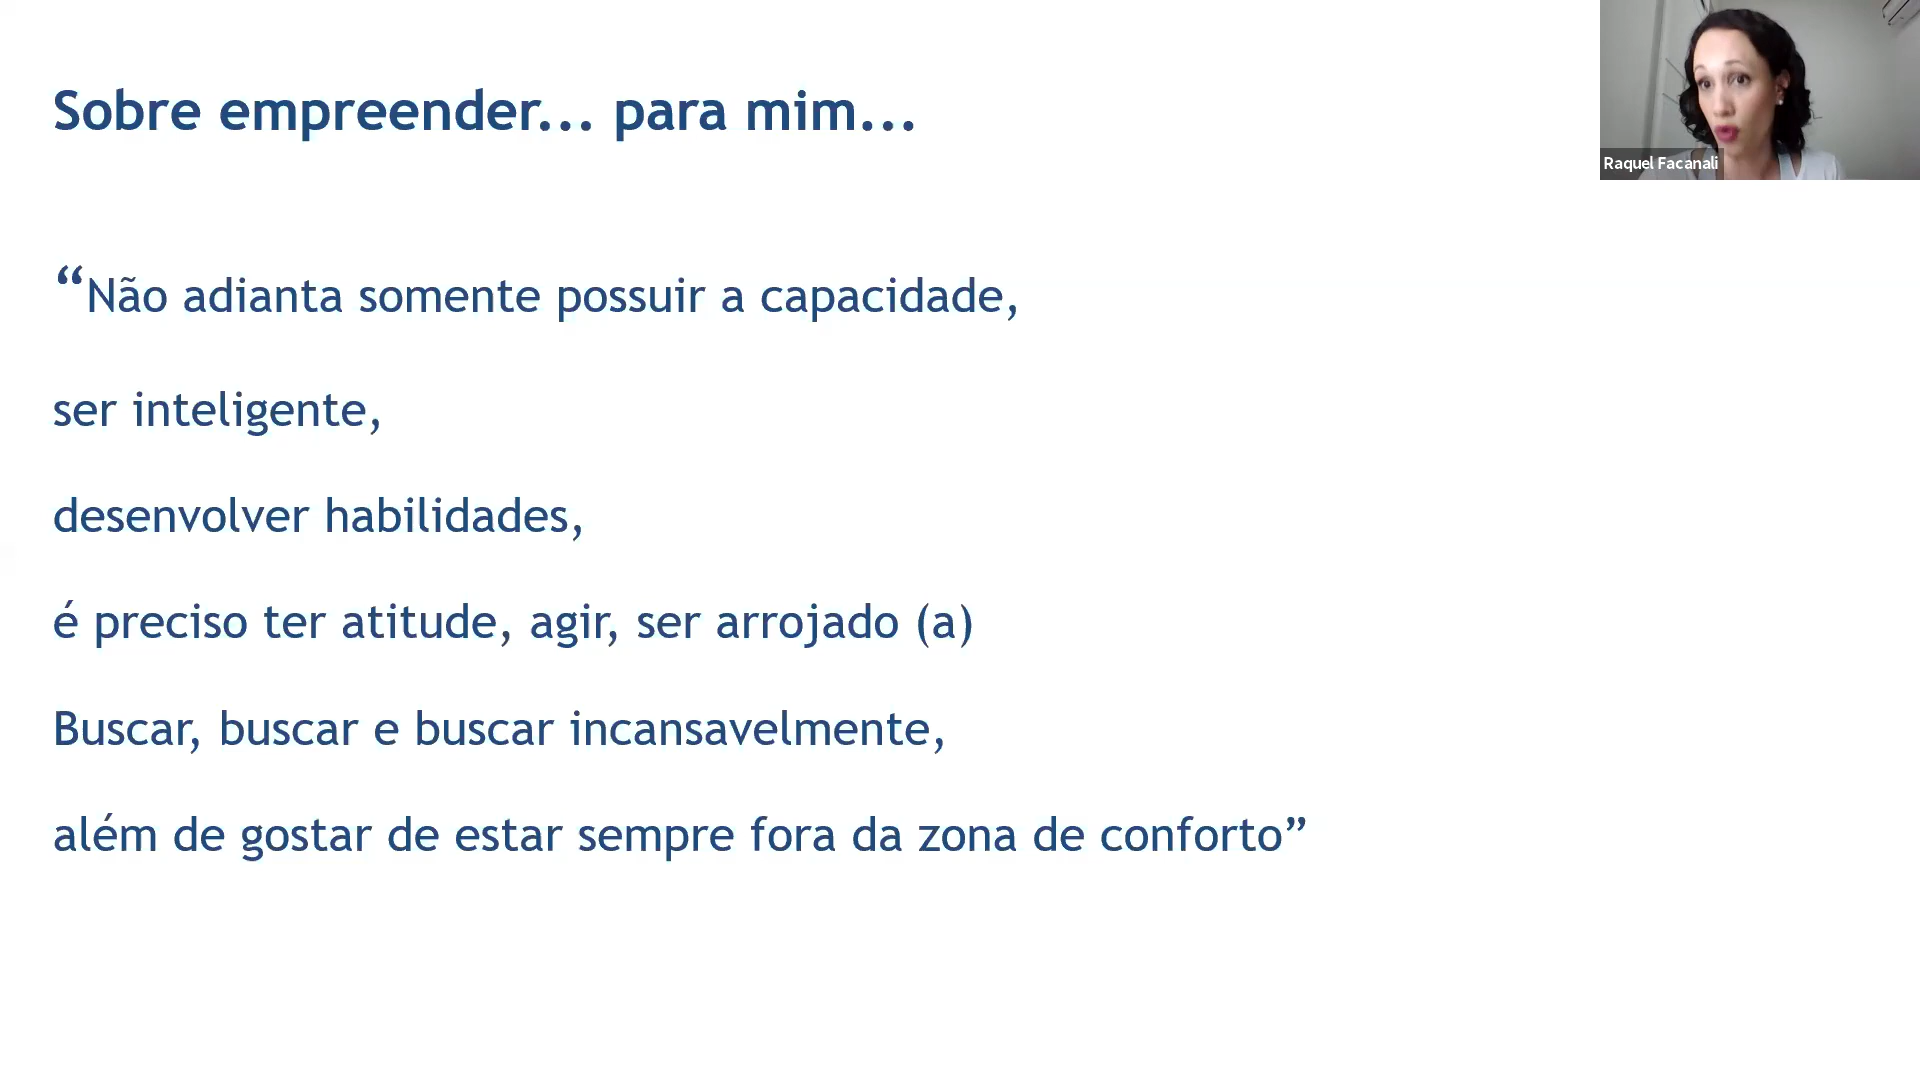 Sobre empreender... para mim...
Raquel Facanali
“Não adianta somente possuir a capacidade,
ser inteligente,
desenvolver habilidades,
é preciso ter atitude, agir, ser arrojado (a)
Buscar, buscar e buscar incansavelmente,
além de gostar de estar sempre fora da zona de conforto”